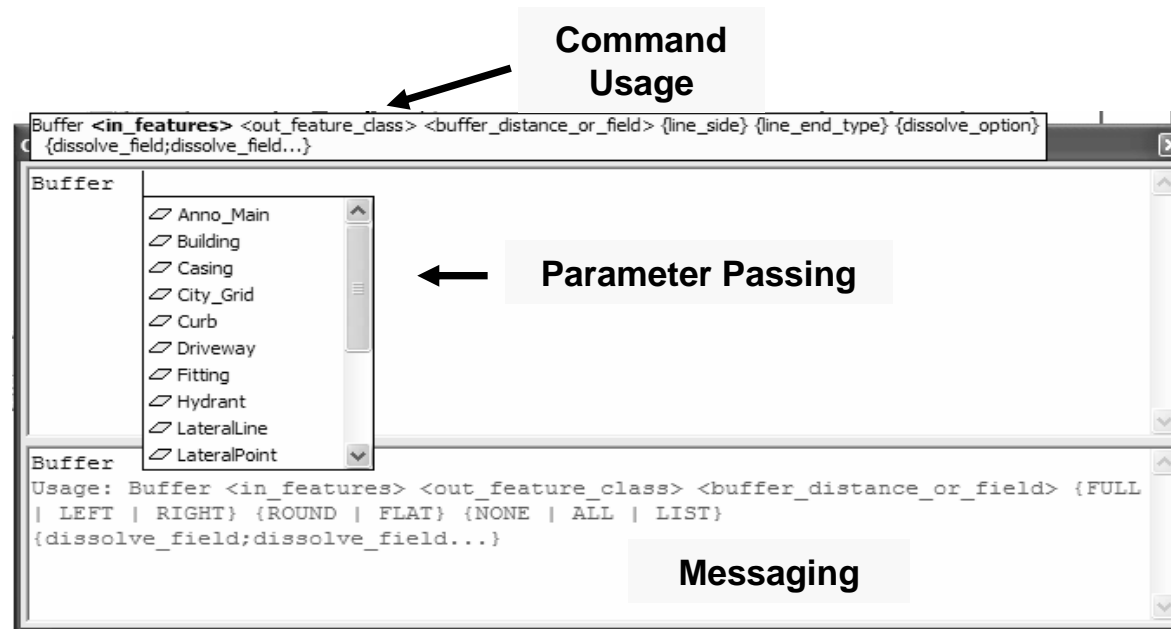 Command
Usage
Buffer <in_features> <out_feature_class> <buffer_distance_or_field> {line_side} {line_end_type} {dissolve_option}
{dissolve_field;dissolve_field...}
Buffer
Anno_Main
Building
Casing
City_Grid
Curb
Driveway
Fitting
Hydrant
LateralLine
LateralPoint
Parameter Passing
Buffer
Usage: Buffer <in_features> <out_feature_class> <buffer_distance_or_field> {FULL
| LEFT | RIGHT} {ROUND | FLAT} {NONE | ALL | LIST}
{dissolve_field;dissolve_field...}
Messaging